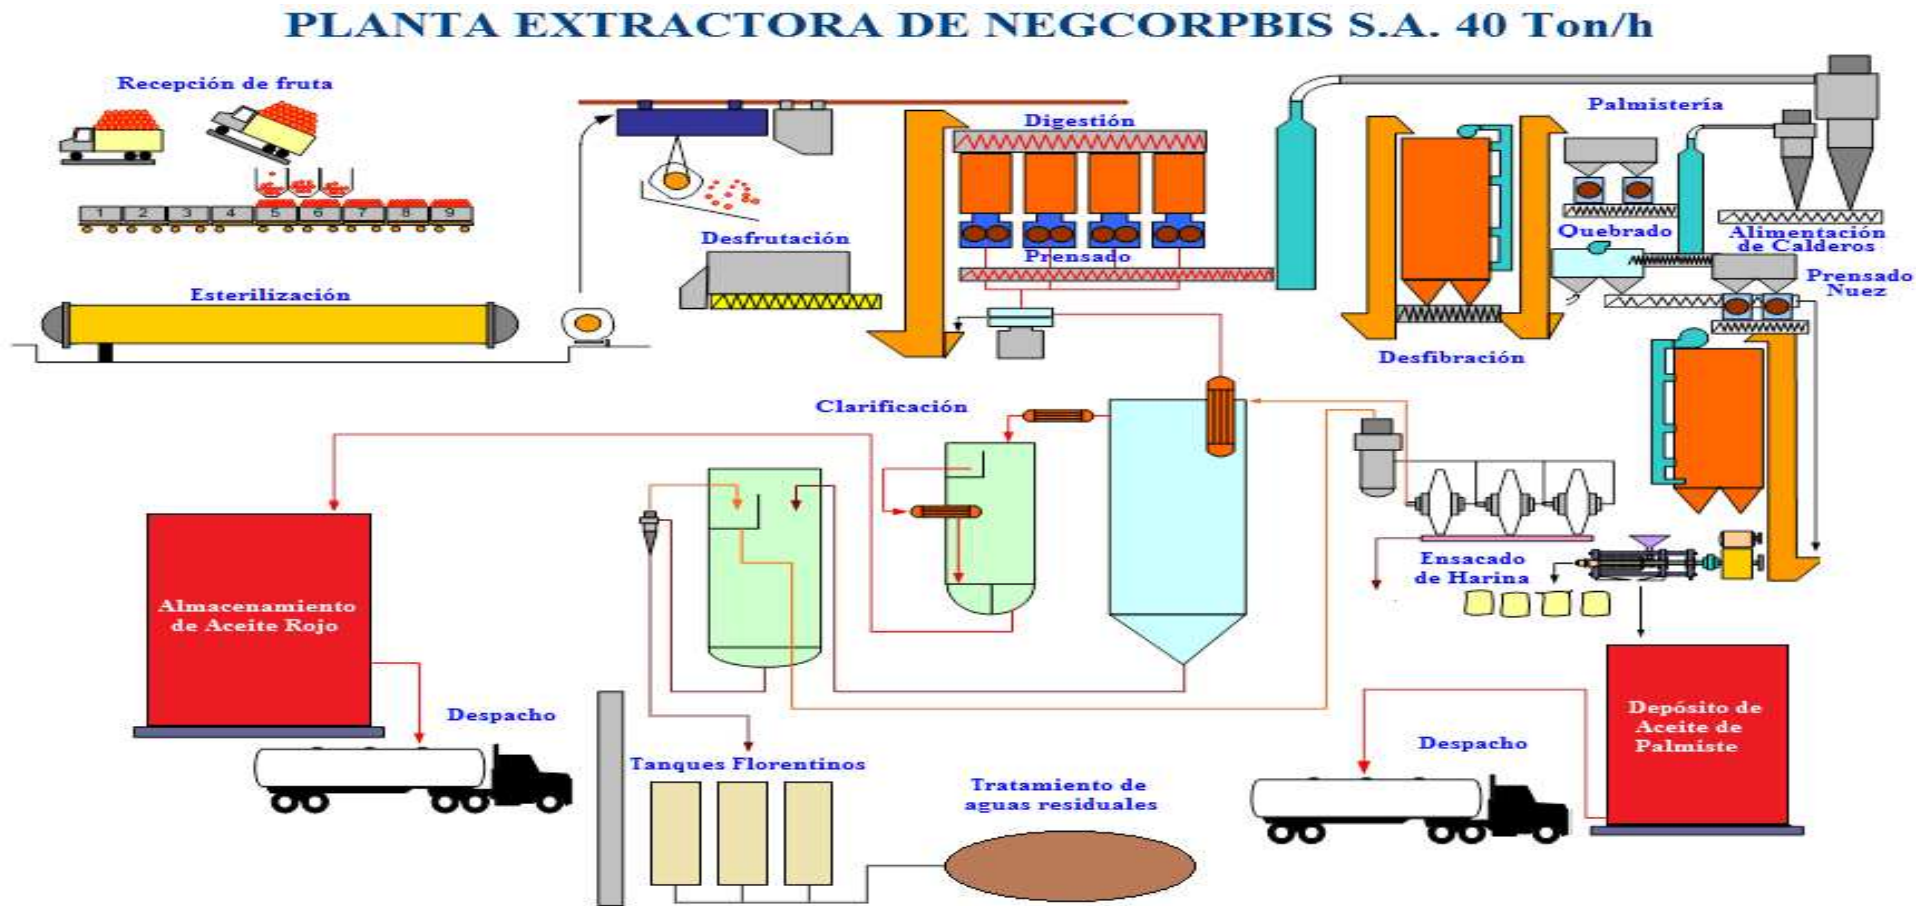 PLANTA EXTRACTORA DE NEGCORPBIS S.A. 40 Ton/h
Recepción de fruta
1 2 3 4 5 6 7 8 9
Esterilización
Desfrutación
Digestión
Prensado
Palmistería
Quebrado
Alimentación
de Calderos
Prensado
Nuez
Desfibración
Clarificación
Ensacado
de Harina
Almacenamiento
de Aceite Rojo
Despacho
Tanques Florentinos
Tratamiento de
aguas residuales
Despacho
Depósito de
Aceite de
Palmiste